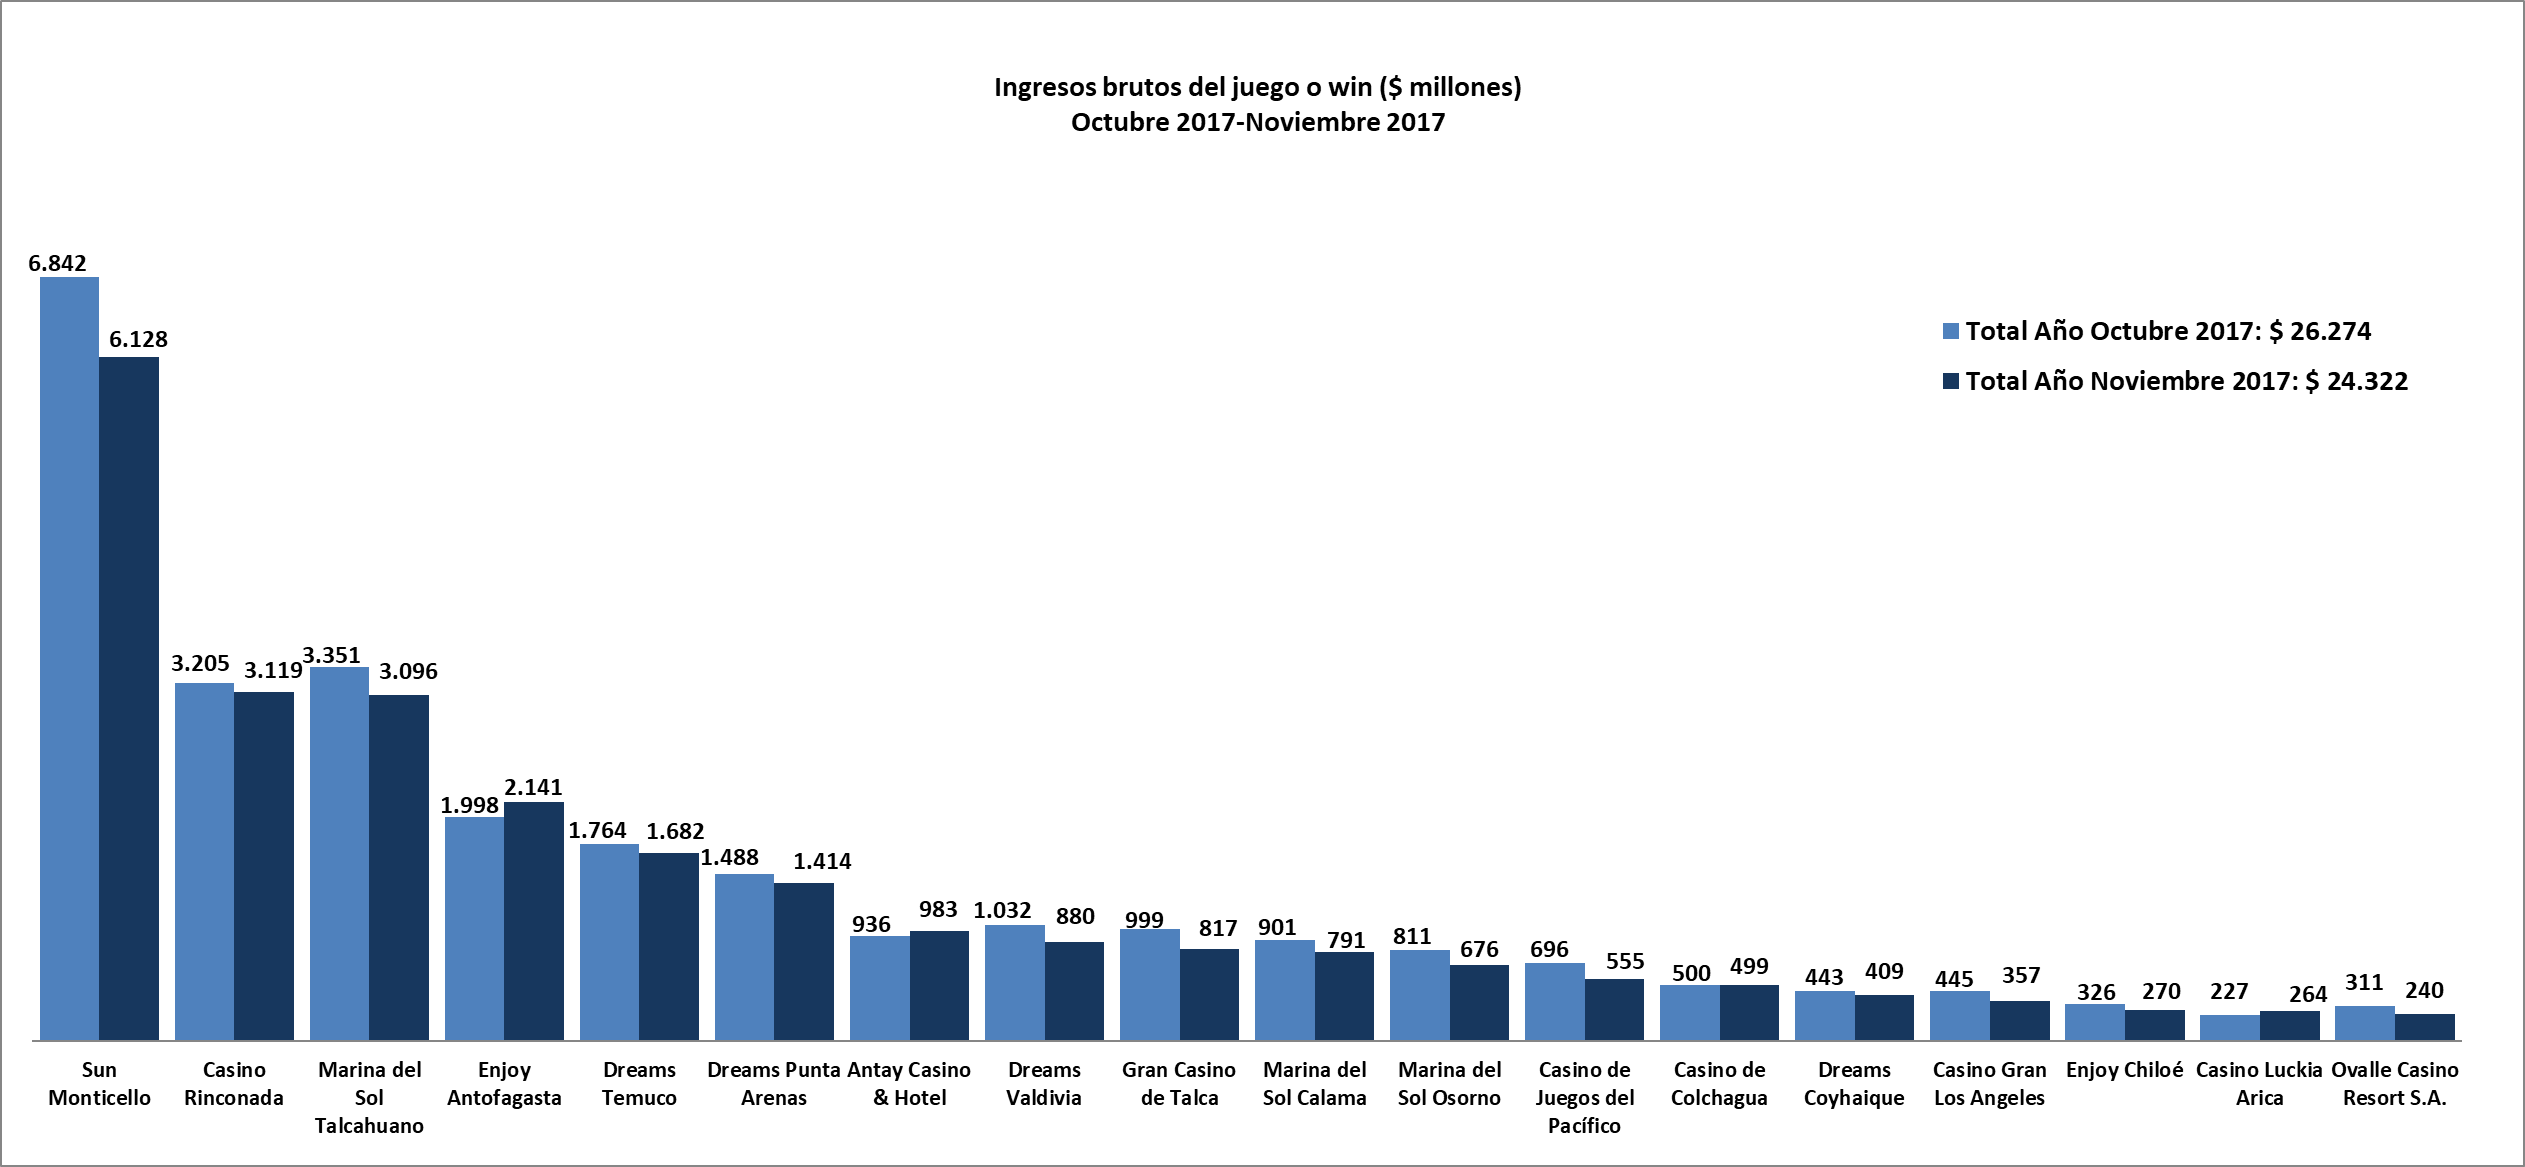 Ingresos brutos del juego o win ($ millones)
Octubre 2017-Noviembre 2017
Total Año Octubre 2017: $ 26.274
Total Año Noviembre 2017: $ 24.322
6.842
6.128
3.205
3.119
3.351
3.096
1.998
2.141
1.764
1.682
1.488
1.414
936
983
1.032
880
999
817
901
791
811
676
696
555
500
499
443
409
445
357
326
270
227
264
311
240
Sun
Monticello
Casino
Rinconada
Marina del
Sol
Talcahuano
Enjoy
Antofagasta
Dreams
Temuco
Dreams Punta
Arenas
Antay Casino
& Hotel
Dreams
Valdivia
Gran Casino
de Talca
Marina del
Sol Calama
Marina del
Sol Osorno
Casino de
Juegos del
Pacífico
Casino de
Colchagua
Dreams
Coyhaique
Casino Gran
Los Angeles
Enjoy Chiloé
Casino Luckia
Arica
Ovalle Casino
Resort S.A.